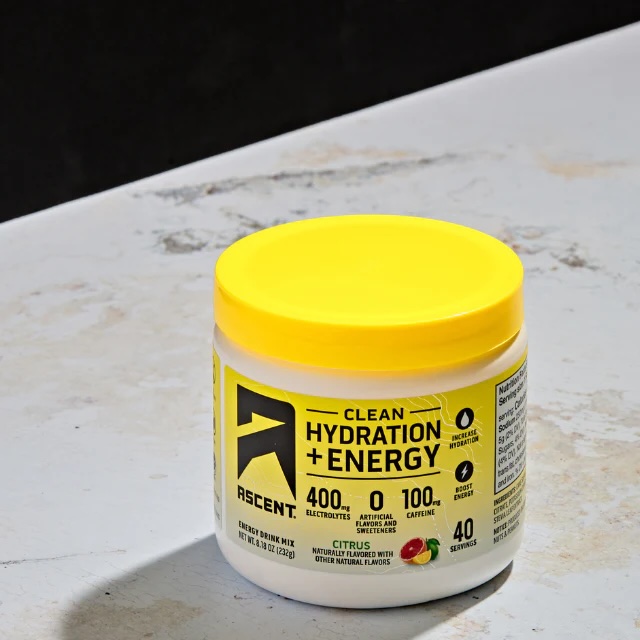 CLEAN
HYDRATION
+ENERGY
ASCENT
400mg
ELECTROLYTES
0
ARTIFICIAL
FLAVORS AND
SWEETENERS
100mg
CAFFEINE
INCREASE
HYDRATION
BOOST
ENERGY
ENERGY DRINK MIX
NET WT. 8.18 OZ (232g)
CITRUS
NATURALLY FLAVORED WITH
OTHER NATURAL FLAVORS
40
SERVINGS